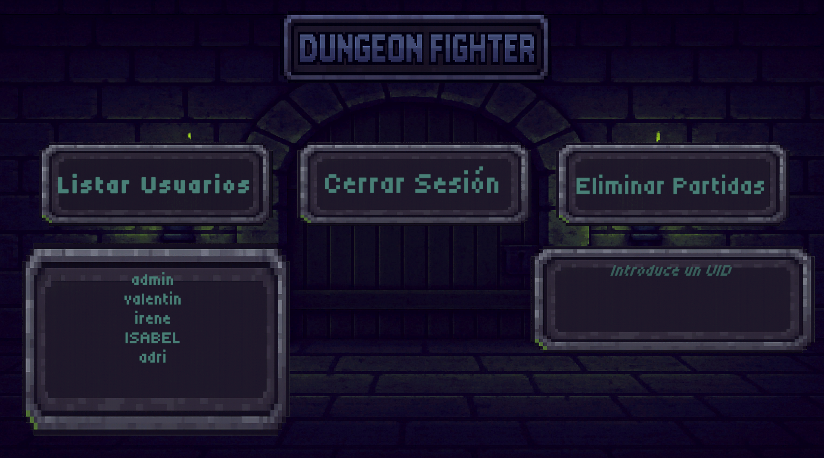 DUNGEON FIGHTER
Listar Usuarios
Cerrar Sesión
Eliminar Partidas
admin
valentin
irene
ISABEL
adri
Introduce un UID